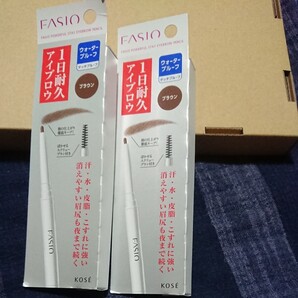 FASIO
1日耐久
アイブロウ
ウォーター
プルーフ
ブラウン
汗・水・皮脂・こすれに強い
消えやすい眉尻も夜まで続く
FASIO
1日耐久
アイブロウ
ウォーター
プルーフ
ブラウン
汗・水・皮脂・こすれに強い
消えやすい眉尻も夜まで続く
KOSÉ